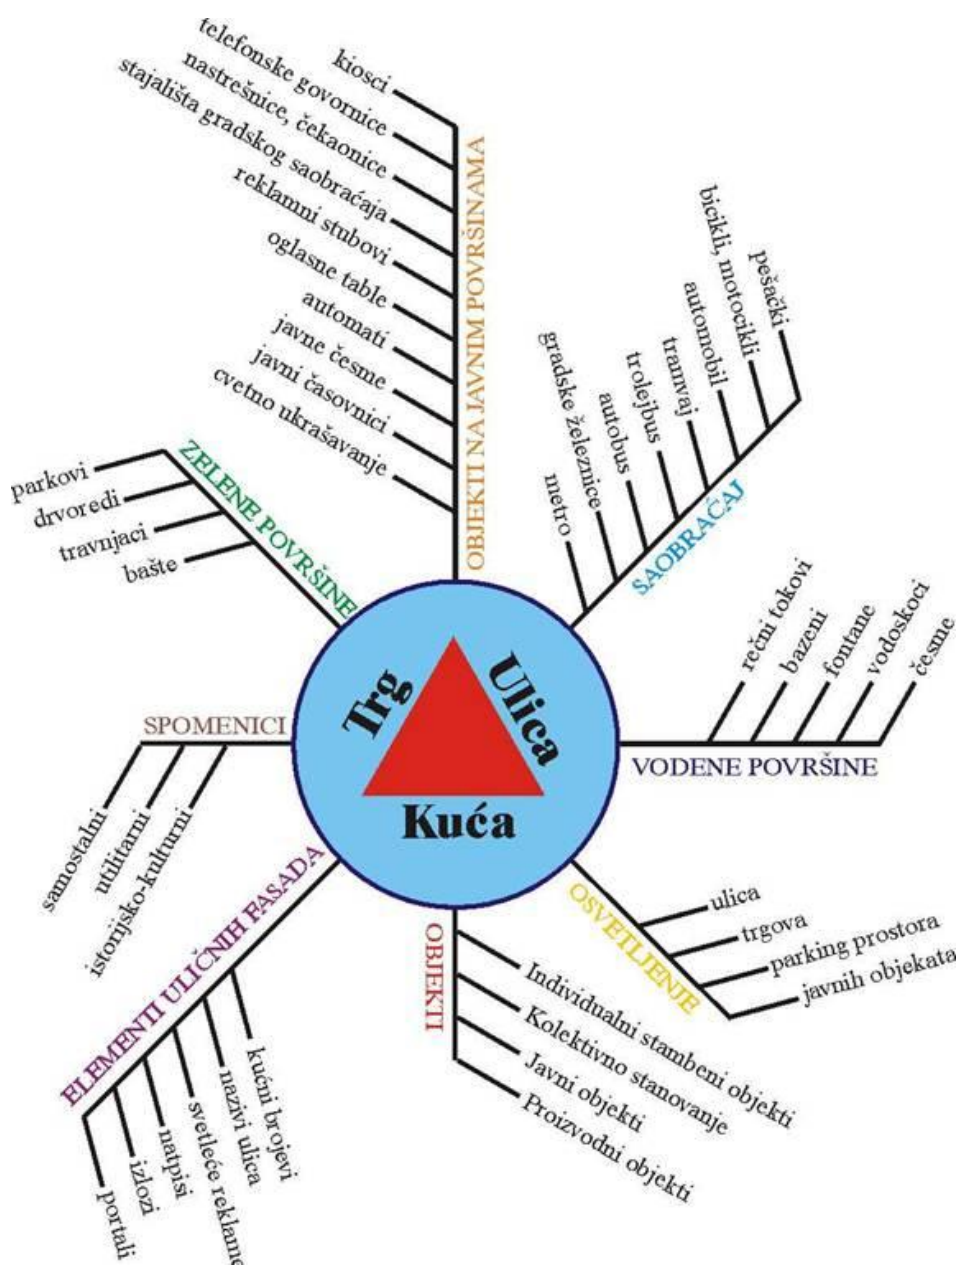 kiosci
telefonske govornice
nastrešnice, čekaonice
stajališta gradskog saobraćaja
reklamni stubovi
oglasne table
automati
javne česme
javni časovnici
cvetno ukrašavanje
OBJEKTI NA JAVNIM POVRŠINAMA
metro
gradske železnice
autobus
trolejbus
tramvaj
automobil
bicikli, motocikli
pešački
SAOBRAĆAJ
rečni tokovi
bazeni
fontane
vodoskoci
česme
VODENE POVRŠINE
ulica
trgova
parking prostora
javnih objekata
OSVETLJENJE
Individualni stambeni objekti
Kolektivno stanovanje
Javni objekti
Proizvodni objekti
OBJEKTI
kućni brojevi
nazivi ulica
svetleće reklame
natpisi
izlozi
portali
ELEMENTI ULIČNIH FASADA
samostalni
utilitarni
istorijsko-kulturni
SPOMENICI
parkovi
drvoredi
travnjaci
bašte
ZELENE POVRŠINE
Trg
Ulica
Kuća